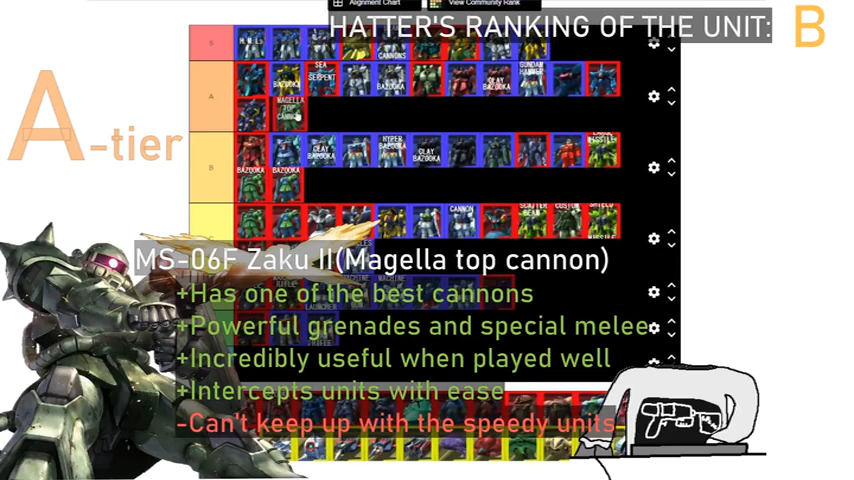 Alignment Chart
View Community Rank
HATTER'S RANKING OF THE UNIT: B
S
CANNONS
A-tier
A
BAZOOKA
SEA
SERPENT
BAZOOKA
CLAY
BAZOOKA
GUNDAM
HAMMER
MAGELLA
TOP
CANNON
B
CLAY
BAZOOKA
HYPER
BAZOOKA
CLAY
BAZOOKA
MISSILE
BAZOOKA
BAZOOKA
C
CANNON
SCATTER
BEAM
CUSTOM
SHIELD
MISSILE
MS-06F Zaku II(Magella top cannon)
+Has one of the best cannons
+Powerful grenades and special melee
+Incredibly useful when played well
+Intercepts units with ease
-Can't keep up with the speedy units-